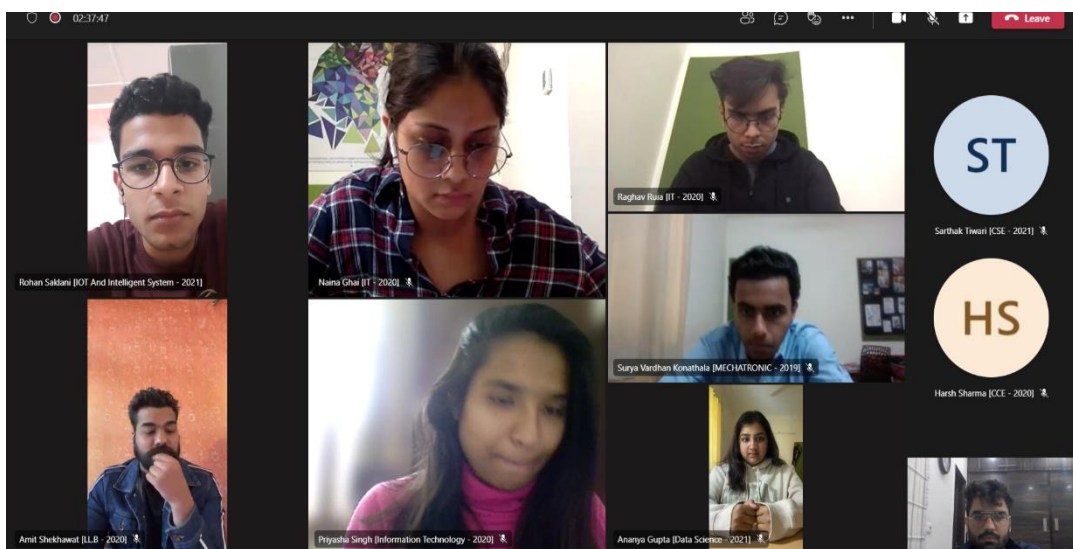 02:37:47
Leave
Rohan Saklani [IOT And Intelligent System - 2021]
Naina Ghai [IT - 2020]
Raghav Ruia [IT - 2020]
ST
Sarthak Tiwari [CSE - 2021]
Surya Vardhan Konathala [MECHATRONIC - 2019]
HS
Harsh Sharma [CCE - 2020]
Amit Shekhawat [LL.B - 2020]
Priyasha Singh [Information Technology - 2020]
Ananya Gupta [Data Science - 2021]